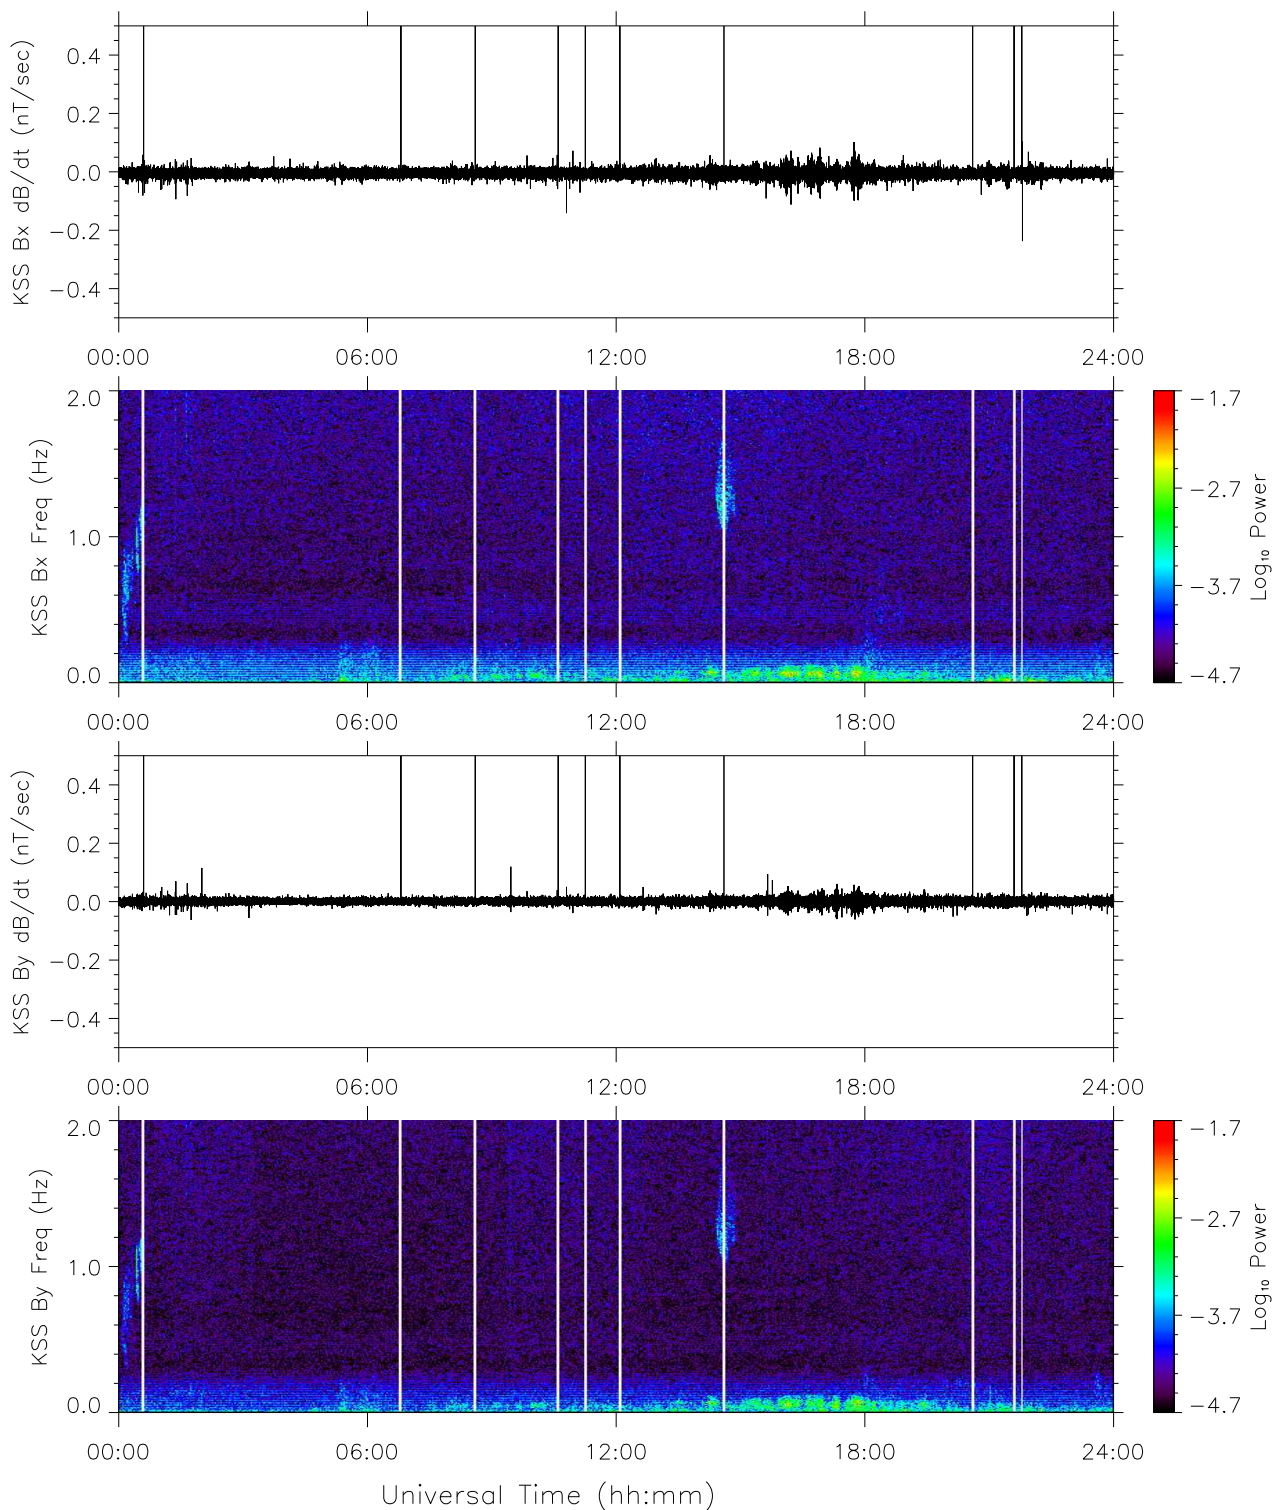 KSS Bx dB/dt (nT/sec)
0.4
0.2
0.0
−0.2
−0.4
00:00 06:00 12:00 18:00 24:00
KSS Bx Freq (Hz)
2.0
1.0
0.0
−1.7
−2.7
−3.7
−4.7
Log10 Power
00:00 06:00 12:00 18:00 24:00
KSS By dB/dt (nT/sec)
0.4
0.2
0.0
−0.2
−0.4
00:00 06:00 12:00 18:00 24:00
KSS By Freq (Hz)
2.0
1.0
0.0
−1.7
−2.7
−3.7
−4.7
Log10 Power
00:00 06:00 12:00 18:00 24:00
Universal Time (hh:mm)